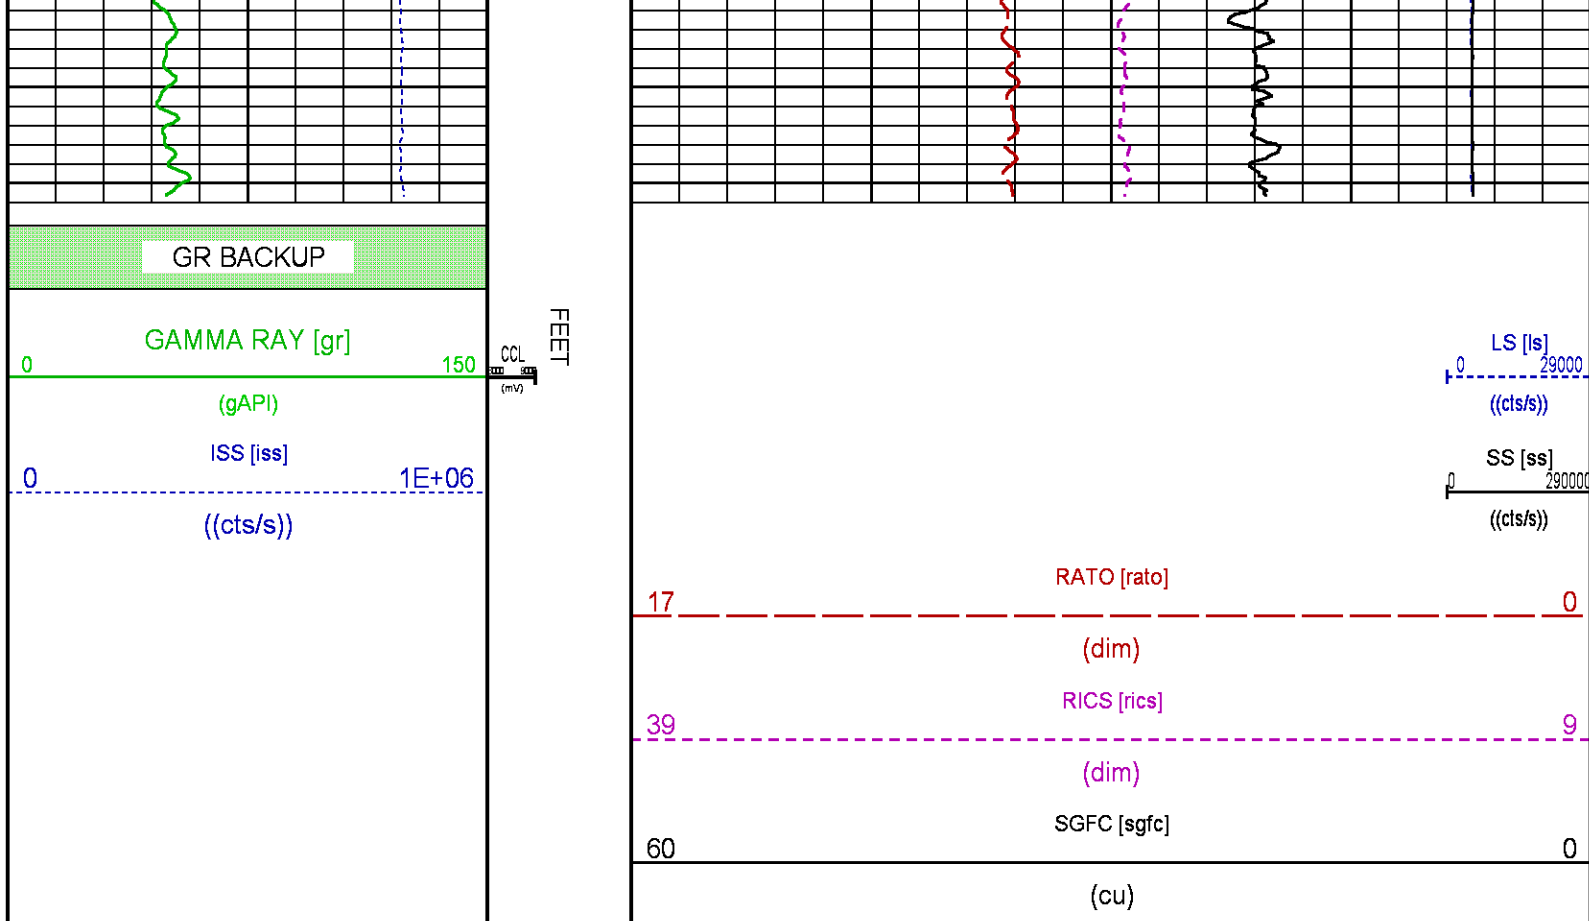 GR BACKUP
FEET
GAMMA RAY [gr]
0 150
(gAPI)
CCL
(mV)
ISS [iss]
0 1E+06
((cts/s))
LS [ls]
0 29000
((cts/s))
SS [ss]
0 290000
((cts/s))
RATO [rato]
17 0
(dim)
RICS [rics]
39 9
(dim)
SGFC [sgfc]
60 0
(cu)